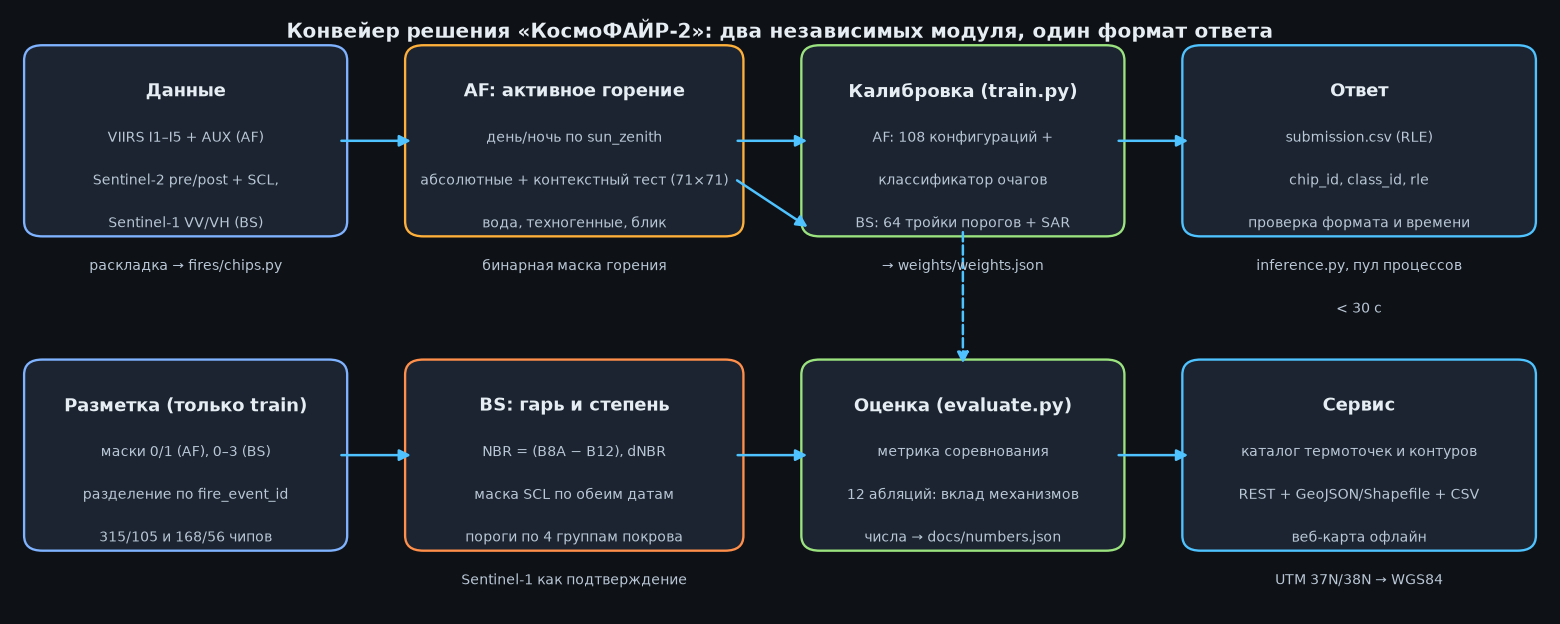 Конвейер решения «КосмоФАЙР-2»: два независимых модуля, один формат ответа
Данные
VIIRS I1–I5 + AUX (AF)
Sentinel-2 pre/post + SCL,
Sentinel-1 VV/VH (BS)
раскладка → fires/chips.py
AF: активное горение
день/ночь по sun_zenith
абсолютные + контекстный тест (71×71)
вода, техногенные, блик
бинарная маска горения
Калибровка (train.py)
AF: 108 конфигураций +
классификатор очагов
BS: 64 тройки порогов + SAR
→ weights/weights.json
Ответ
submission.csv (RLE)
chip_id, class_id, rle
проверка формата и времени
inference.py, пул процессов
< 30 с
Разметка (только train)
маски 0/1 (AF), 0–3 (BS)
разделение по fire_event_id
315/105 и 168/56 чипов
BS: гарь и степень
NBR = (B8A − B12), dNBR
маска SCL по обеим датам
пороги по 4 группам покрова
Sentinel-1 как подтверждение
Оценка (evaluate.py)
метрика соревнования
12 абляций: вклад механизмов
числа → docs/numbers.json
Сервис
каталог термоточек и контуров
REST + GeoJSON/Shapefile + CSV
веб-карта офлайн
UTM 37N/38N → WGS84